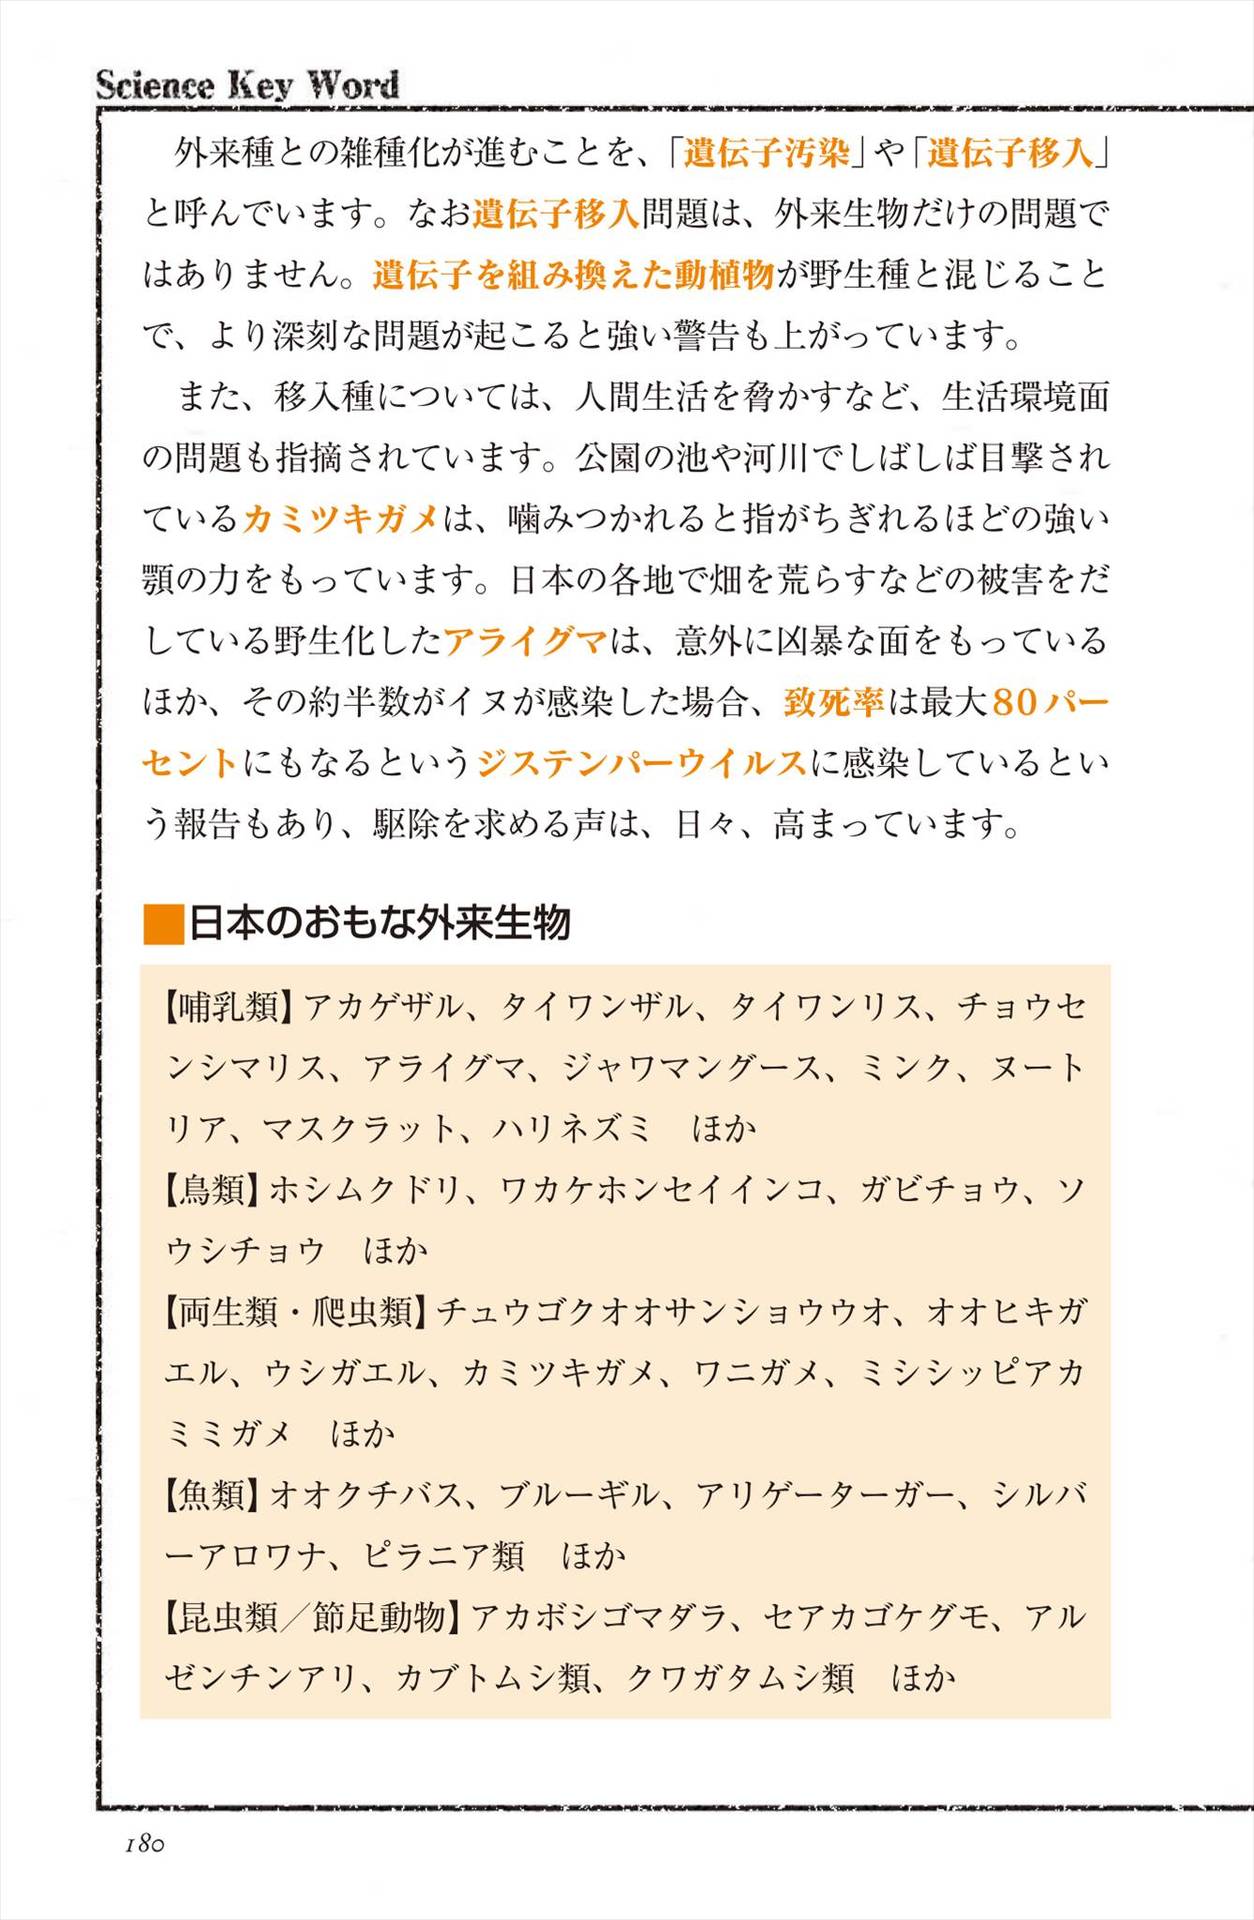 Science Key Word
外来種との雑種化が進むことを、「遺伝子汚染」や「遺伝子移入」
と呼んでいます。なお遺伝子移入問題は、外来生物だけの問題で
はありません。遺伝子を組み換えた動植物が野生種と混じること
で、より深刻な問題が起こると強い警告も上がっています。
また、移入種については、人間生活を脅かすなど、生活環境面
の問題も指摘されています。公園の池や河川でしばしば目撃され
ているカミツキガメは、噛みつかれると指がちぎれるほどの強い
顎の力をもっています。日本の各地で畑を荒らすなどの被害をだ
している野生化したアライグマは、意外に凶暴な面をもっている
ほか、その約半数がイヌが感染した場合、致死率は最大80パー
セントにもなるというジステンパーウイルスに感染しているとい
う報告もあり、駆除を求める声は、日々、高まっています。
■日本のおもな外来生物
【哺乳類】アカゲザル、タイワンザル、タイワンリス、チョウセ
ンシマリス、アライグマ、ジャワマングース、ミンク、ヌート
リア、マスクラット、ハリネズミ　ほか
【鳥類】ホシムクドリ、ワカケホンセイインコ、ガビチョウ、ソ
ウシチョウ　ほか
【両生類・爬虫類】チュウゴクオオサンショウウオ、オオヒキガ
エル、ウシガエル、カミツキガメ、ワニガメ、ミシシッピアカ
ミミガメ　ほか
【魚類】オオクチバス、ブルーギル、アリゲーターガー、シルバ
ーアロワナ、ピラニア類　ほか
【昆虫類／節足動物】アカボシゴマダラ、セアカゴケグモ、アル
ゼンチンアリ、カブトムシ類、クワガタムシ類　ほか
180